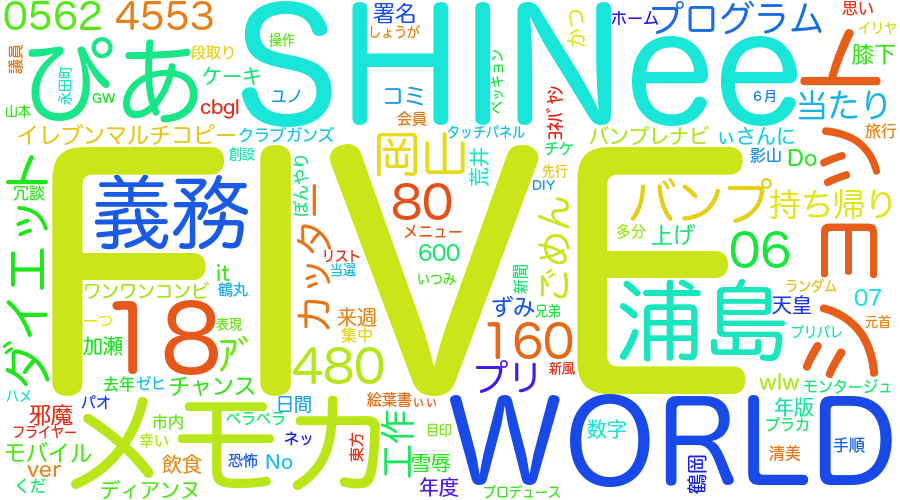 0562
4553
SHINee
署名
しょうが
ホーム
プログラム
かつ
思い
イリヤ
膝下
議員
ぴあ
段取り
操作
永田町
ケーキ
GW
cbgl
山本
ユノ
コミ
会員
ベッキョン
ﾖﾈﾊﾞﾔｼ
6月
当たり
ト
イレブンマルチコピー
クラブガンズ
タッチパネル
バンプレナビ
ぃさんに
旅行
創設
岡山
荒井
チケ
先行
DIY
影山
Do
冗談
FIVE
義務
ぼんやり
80
バンプ
持ち帰り
ショッ
ダイエット
カッター
メニュー
600
ごめん
多分
上げ
06
リスト
当選
いつみ
新聞
it
鶴丸
ワンワンコンビ
浦島
ランダム
07
天皇
元首
一つ
18
表現
来週
集中
ずみ
兄弟
プリパレ
加瀬
ア゛
480
160
新風
プリ
去年
ゼヒ
チャンス
wlw
モンタージュ
ハメ
パオ
絵葉書
ぃぃ
日間
年版
邪魔
フライヤー
メモカ
市内
ペラペラ
工作
WORLD
数字
プラカ
モバイル
幸い
ネッ
東方
目印
手順
ver
飲食
恐怖
No
雪辱
鶴岡
清美
くだ
ディアンヌ
年度
プロデュース